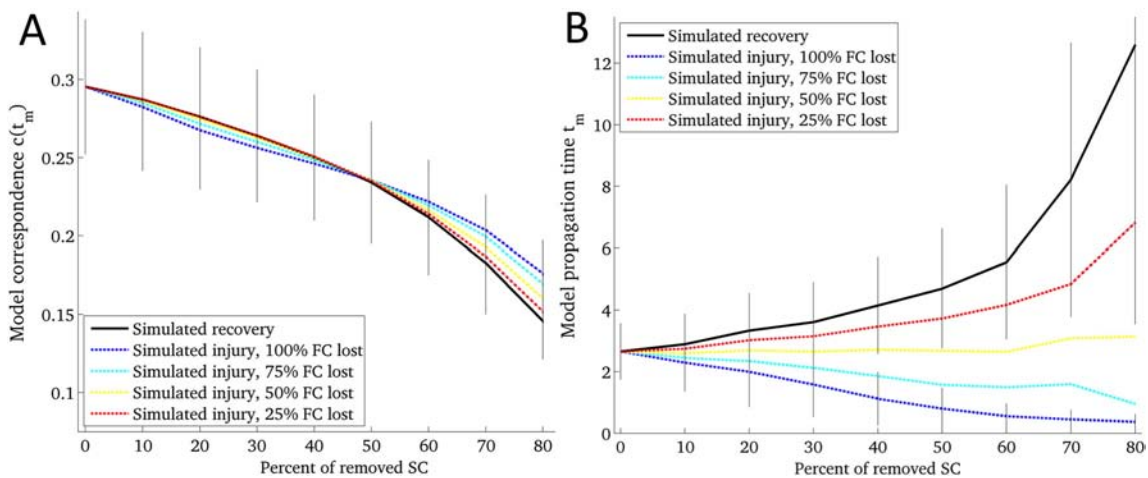 A
Model correspondence c(t_m)
0.3
0.25
0.2
0.15
0.1
Simulated recovery
Simulated injury, 100% FC lost
Simulated injury, 75% FC lost
Simulated injury, 50% FC lost
Simulated injury, 25% FC lost
0 10 20 30 40 50 60 70 80
Percent of removed SC
B
Model propagation time t_m
12
10
8
6
4
2
0
Simulated recovery
Simulated injury, 100% FC lost
Simulated injury, 75% FC lost
Simulated injury, 50% FC lost
Simulated injury, 25% FC lost
0 10 20 30 40 50 60 70 80
Percent of removed SC